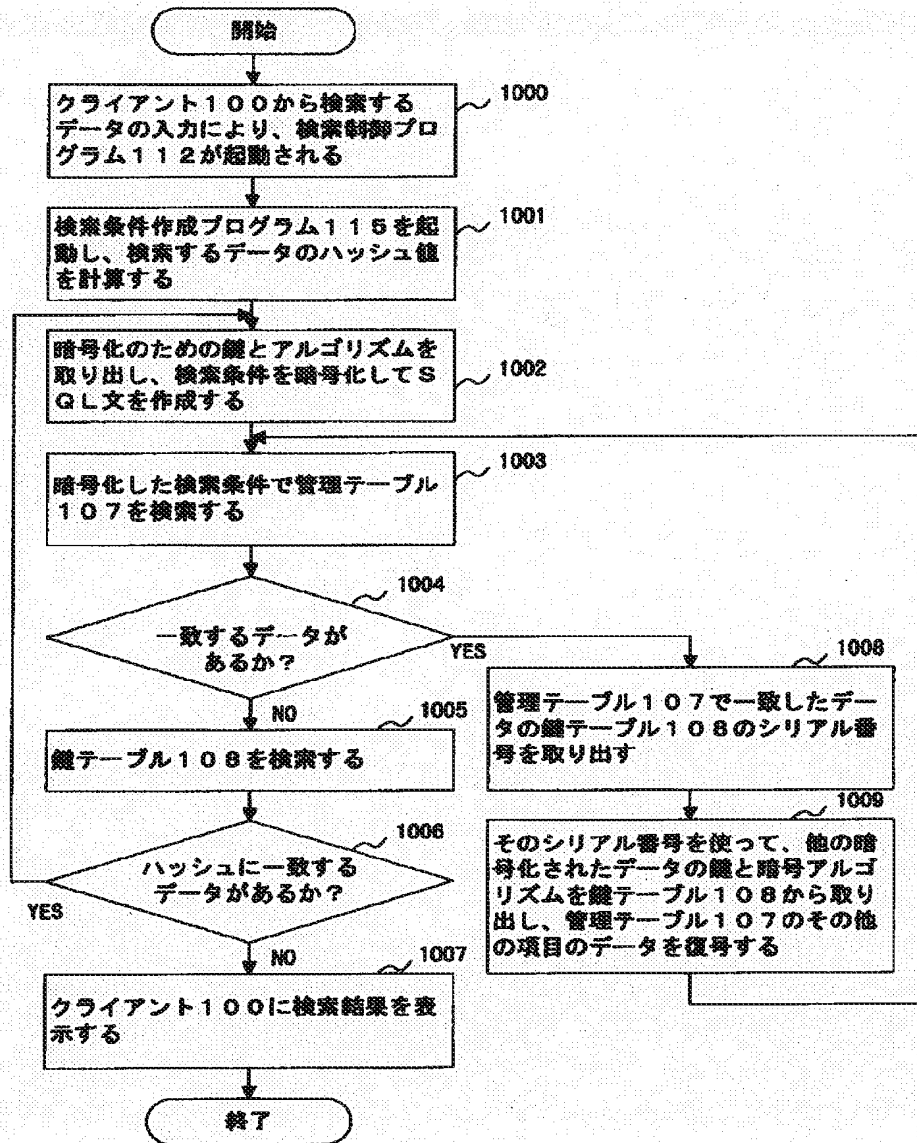 開始
クライアント100から検索する
データの入力により、検索制御プロ
グラム112が起動される
1000
検索条件作成プログラム115を起
動し、検索するデータのハッシュ値
を計算する
1001
暗号化のための鍵とアルゴリズムを
取り出し、検索条件を暗号化してS
QL文を作成する
1002
暗号化した検索条件で管理テーブル
107を検索する
1003
一致するデータが
あるか?
1004
YES
NO
鍵テーブル108を検索する
1005
ハッシュに一致する
データがあるか?
1006
YES
NO
クライアント100に検索結果を表
示する
1007
終了
管理テーブル107で一致したデー
タの鍵テーブル108のシリアル番
号を取り出す
1008
そのシリアル番号を使って、他の暗
号化されたデータの鍵と暗号アルゴ
リズムを鍵テーブル108から取り
出し、管理テーブル107のその他
の項目のデータを復号する
1009